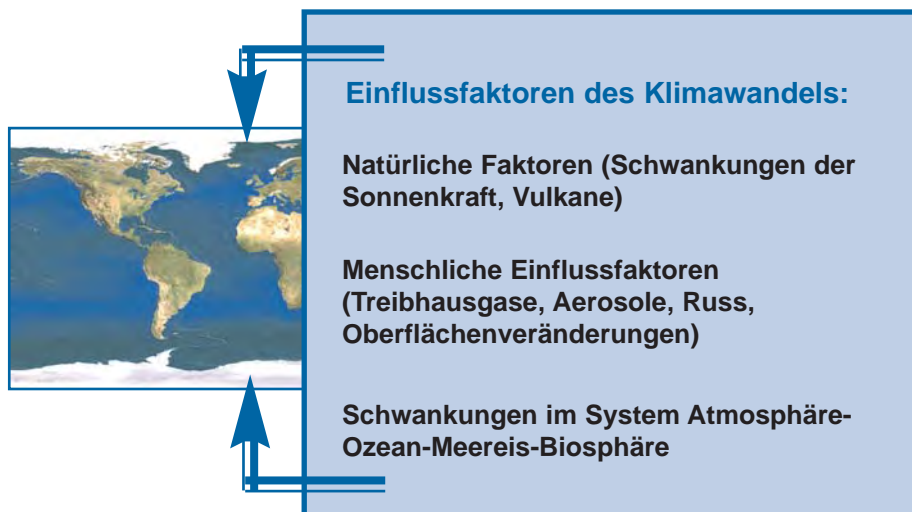 Einflussfaktoren des Klimawandels:
Natürliche Faktoren (Schwankungen der
Sonnenkraft, Vulkane)
Menschliche Einflussfaktoren
(Treibhausgase, Aerosole, Russ,
Oberflächenveränderungen)
Schwankungen im System Atmosphäre-
Ozean-Meereis-Biosphäre